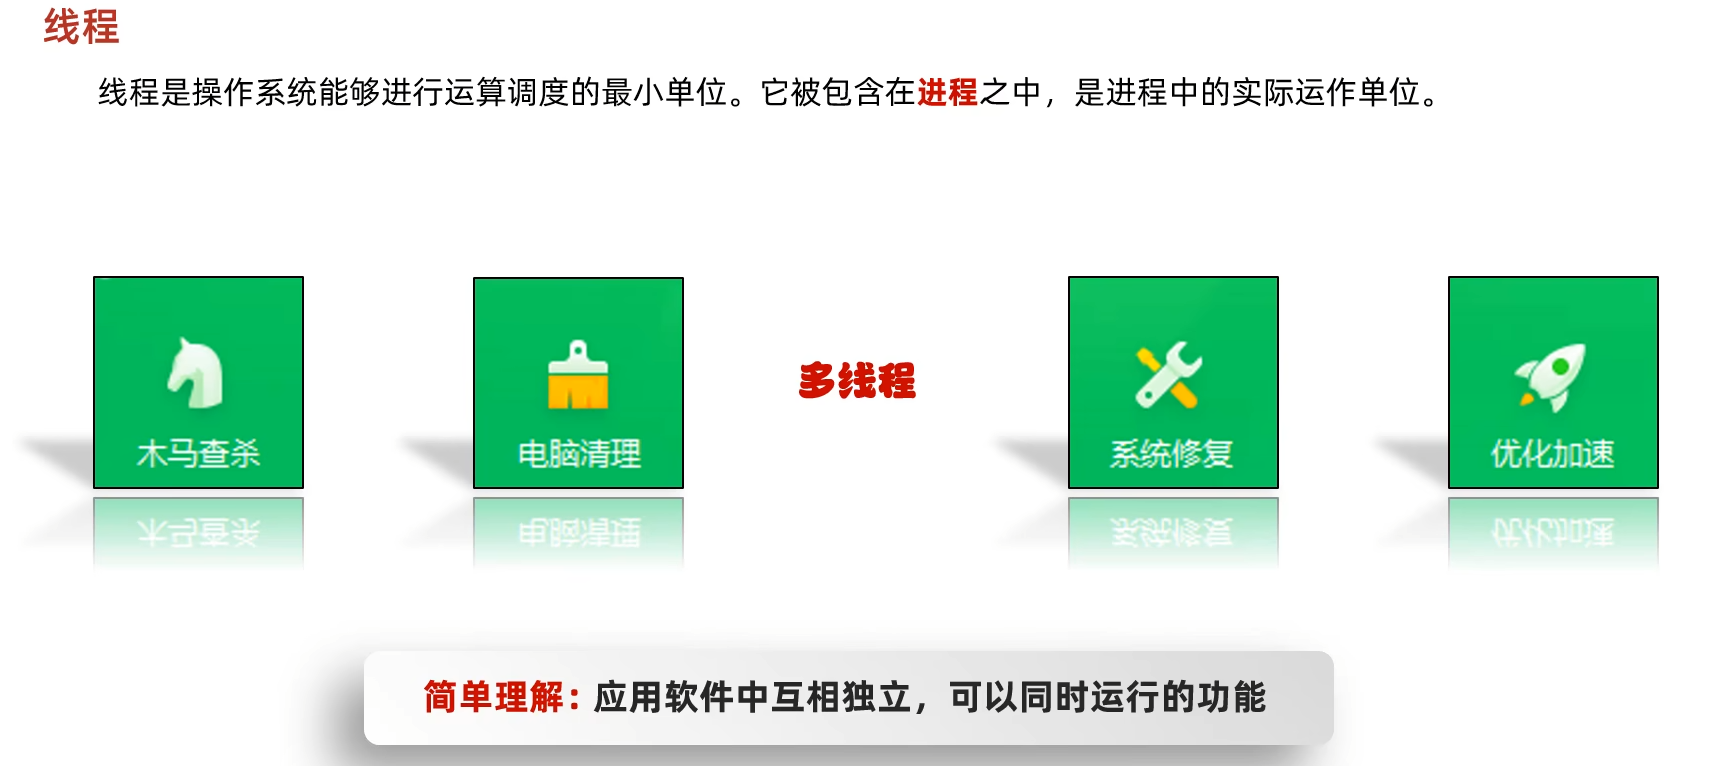 线程
线程是操作系统能够进行运算调度的最小单位。它被包含在进程之中，是进程中的实际运作单位。
木马查杀
电脑清理
多线程
系统修复
优化加速
简单理解：应用软件中互相独立，可以同时运行的功能